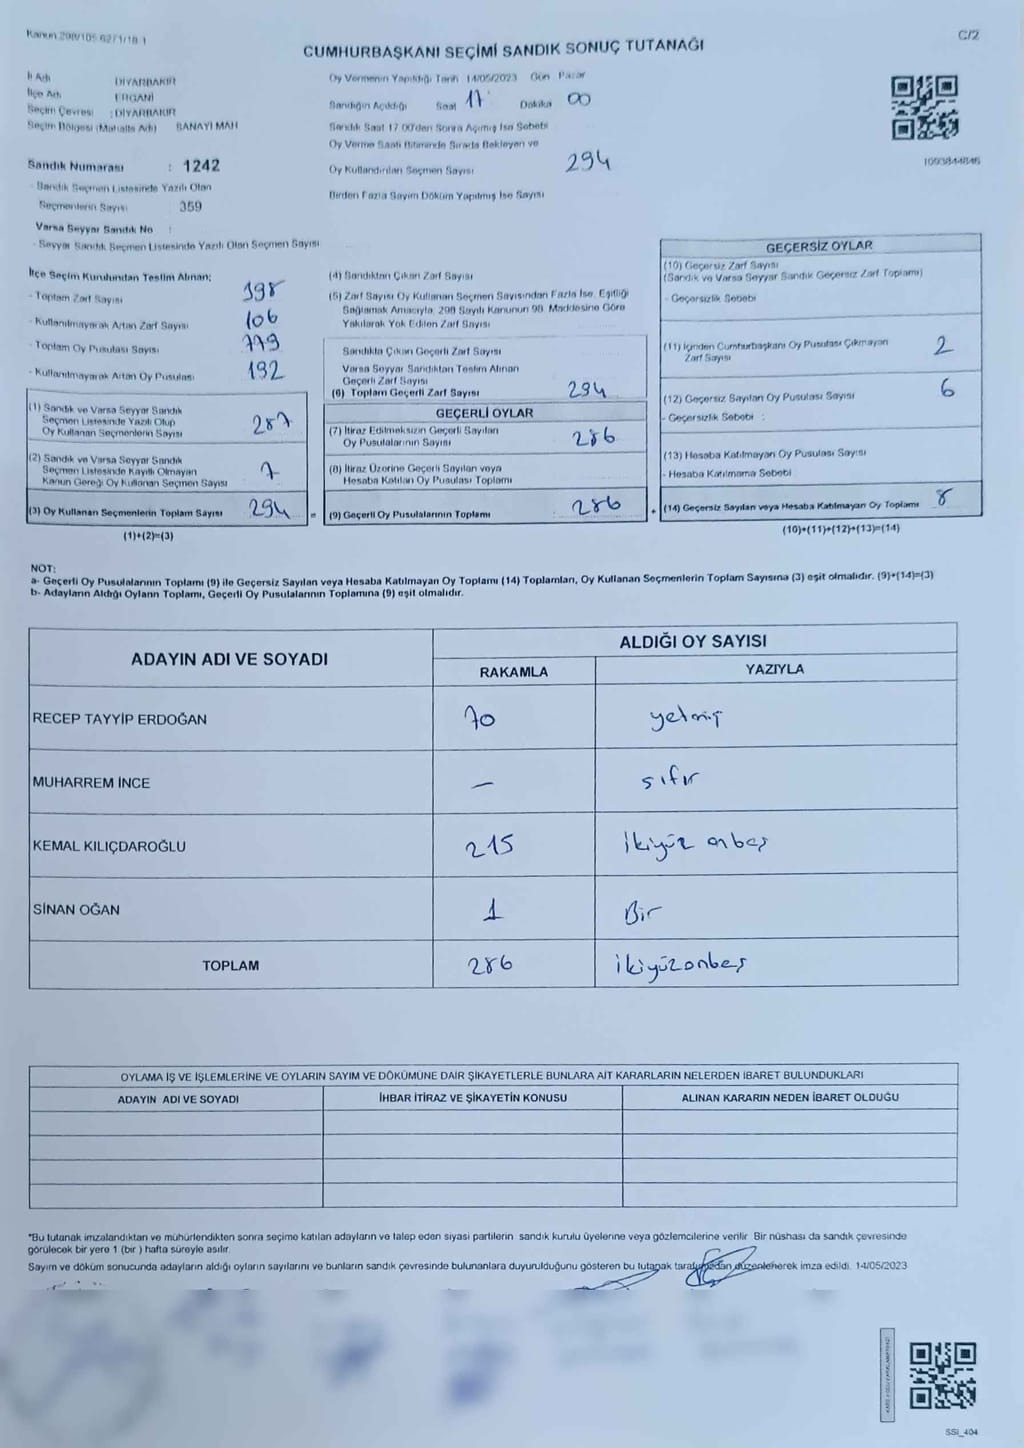 Kanun 298/105 6271/18 1
C/2
CUMHURBAŞKANI SEÇİMİ SANDIK SONUÇ TUTANAĞI
İl Adı DİYARBAKIR
İlçe Adı ERGANİ
Seçim Çevresi : DİYARBAKIR
Seçim Bölgesi (Mahalle Adı) SANAYİ MAH
Sandık Numarası : 1242
- Sandık Seçmen Listesinde Yazılı Olan
Seçmenlerin Sayısı 359
Varsa Seyyar Sandık No :
- Seyyar Sandık Seçmen Listesinde Yazılı Olan Seçmen Sayısı
Oy Vermenin Yapıldığı Tarih 14/05/2023 Gün Pazar
Sandığın Açıldığı Saat 17 Dakika 00
Sandık Saat 17 00'den Sonra Açımış İse Sebebi
Oy Verme Saati Bitiminde Sırada Bekleyen ve
Oy Kullandırılan Seçmen Sayısı 294
Birden Fazla Sayım Döküm Yapılmış İse Sayısı
1093844846
İlçe Seçim Kurulundan Teslim Alınan;
- Toplam Zarf Sayısı 398
- Kullanılmayarak Artan Zarf Sayısı 106
- Toplam Oy Pusulası Sayısı
- Kullanılmayarak Artan Oy Pusulası 192
(1) Sandık ve Varsa Seyyar Sandık
Seçmen Listesinde Yazılı Olup
Oy Kullanan Seçmenlerin Sayısı 287
(2) Sandık ve Varsa Seyyar Sandık
Seçmen Listesinde Kayıtlı Olmayan
Kanun Gereği Oy Kullanan Seçmen Sayısı 7
(3) Oy Kullanan Seçmenlerin Toplam Sayısı 294
(1)+(2)=(3)
(4) Sandıktan Çıkan Zarf Sayısı
(5) Zarf Sayısı Oy Kullanan Seçmen Sayısından Fazla İse, Eşitliği
Sağlamak Amacıyla, 298 Sayılı Kanunun 98. Maddesine Göre
Yakılarak Yok Edilen Zarf Sayısı
Sandıkta Çıkan Geçerli Zarf Sayısı
Varsa Seyyar Sandıktan Teslim Alınan
Geçerli Zarf Sayısı
(6) Toplam Geçerli Zarf Sayısı 294
GEÇERLİ OYLAR
(7) İtiraz Edilmeksizin Geçerli Sayılan
Oy Pusulalarının Sayısı 286
(8) İtiraz Üzerine Geçerli Sayılan veya
Hesaba Katılan Oy Pusulası Toplamı
= (9) Geçerli Oy Pusulalarının Toplamı 286
GEÇERSİZ OYLAR
(10) Geçersiz Zarf Sayısı
(Sandık ve Varsa Seyyar Sandık Geçersiz Zarf Toplamı)
- Geçersizlik Sebebi
(11) İçinden Cumhurbaşkanı Oy Pusulası Çıkmayan
Zarf Sayısı 2
(12) Geçersiz Sayılan Oy Pusulası Sayısı 6
- Geçersizlik Sebebi :
(13) Hesaba Katılmayan Oy Pusulası Sayısı
- Hesaba Katılmama Sebebi
+ (14) Geçersiz Sayılan veya Hesaba Katılmayan Oy Toplamı 8
(10)+(11)+(12)+(13)=(14)
NOT:
a- Geçerli Oy Pusulalarının Toplamı (9) ile Geçersiz Sayılan veya Hesaba Katılmayan Oy Toplamı (14) Toplamları, Oy Kullanan Seçmenlerin Toplam Sayısına (3) eşit olmalıdır. (9)+(14)=(3)
b- Adayların Aldığı Oyların Toplamı, Geçerli Oy Pusulalarının Toplamına (9) eşit olmalıdır.
ADAYIN ADI VE SOYADI
ALDIĞI OY SAYISI
RAKAMLA YAZIYLA
RECEP TAYYİP ERDOĞAN 70 yetmiş
MUHARREM İNCE — sıfır
KEMAL KILIÇDAROĞLU 215 İkiyüz onbeş
SİNAN OĞAN 1 Bir
TOPLAM 286 İkiyüzonbeş
OYLAMA İŞ VE İŞLEMLERİNE VE OYLARIN SAYIM VE DÖKÜMÜNE DAİR ŞİKAYETLERLE BUNLARA AİT KARARLARIN NELERDEN İBARET BULUNDUKLARI
ADAYIN ADI VE SOYADI İHBAR İTİRAZ VE ŞİKAYETİN KONUSU ALINAN KARARIN NEDEN İBARET OLDUĞU
*Bu tutanak imzalandıktan ve mühürlendikten sonra seçime katılan adayların ve talep eden siyasi partilerin sandık kurulu üyelerine veya gözlemcilerine verilir. Bir nüshası da sandık çevresinde
görülecek bir yere 1 (bir ) hafta süreyle asılır.
Sayım ve döküm sonucunda adayların aldığı oyların sayılarını ve bunların sandık çevresinde bulunanlara duyurulduğunu gösteren bu tutanak tarafımızdan düzenlenerek imza edildi. 14/05/2023
SSI_404